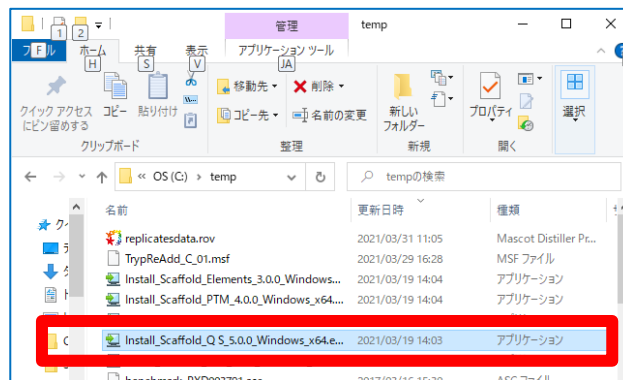 管理
temp
1
2
ファイル
F
ホーム
共有
表示
アプリケーション ツール
H
S
V
JA
クイック アクセス
にピン留めする
コピー
貼り付け
移動先
削除
コピー先
名前の変更
新しい
フォルダー
プロパティ
選択
クリップボード
整理
新規
開く
« OS (C:) › temp
tempの検索
名前
更新日時
種類
replicatesdata.rov 2021/03/31 11:05 Mascot Distiller Pr...
TrypReAdd_C_01.msf 2021/03/29 16:28 MSF ファイル
Install_Scaffold_Elements_3.0.0_Windows... 2021/03/19 14:04 アプリケーション
Install_Scaffold_PTM_4.0.0_Windows_x64.... 2021/03/19 14:04 アプリケーション
Install_Scaffold_Q S_5.0.0_Windows_x64.e... 2021/03/19 14:03 アプリケーション